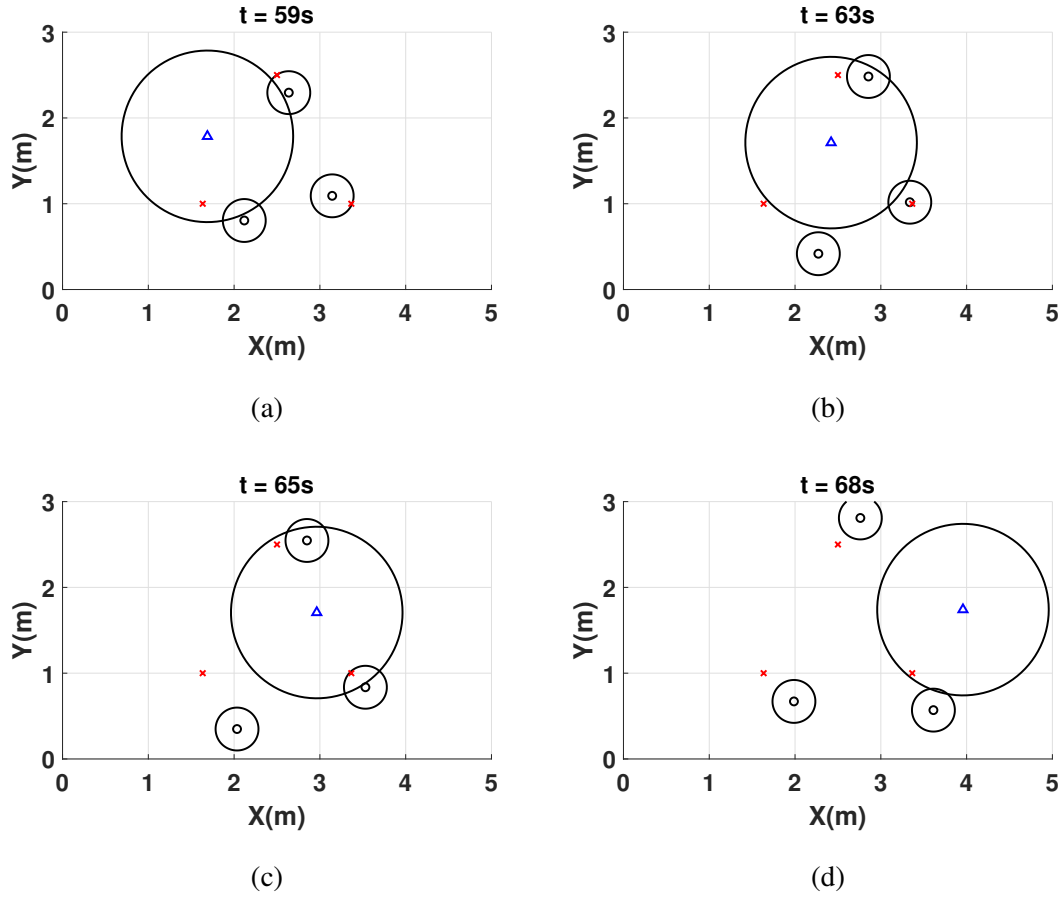 t = 59s
3
2
1
0
Y(m)
0 1 2 3 4 5
X(m)
(a)
t = 63s
3
2
1
0
Y(m)
0 1 2 3 4 5
X(m)
(b)
t = 65s
3
2
1
0
Y(m)
0 1 2 3 4 5
X(m)
(c)
t = 68s
3
2
1
0
Y(m)
0 1 2 3 4 5
X(m)
(d)